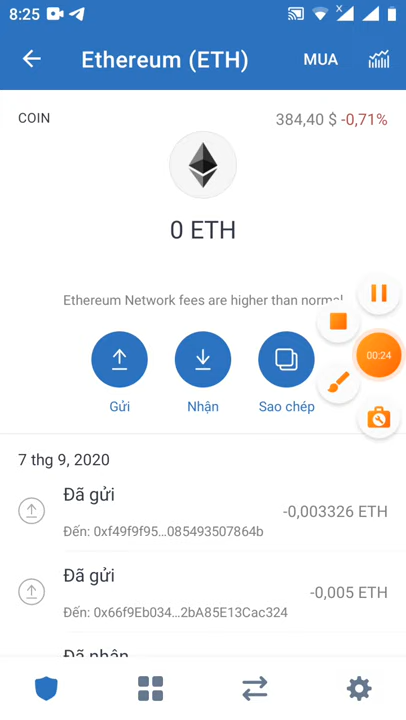 8:25
Ethereum (ETH)
MUA
COIN
384,40 $ -0,71%
0 ETH
Ethereum Network fees are higher than normal
00:24
Gửi
Nhận
Sao chép
7 thg 9, 2020
Đã gửi
-0,003326 ETH
Đến: 0xf49f9f95...085493507864b
Đã gửi
-0,005 ETH
Đến: 0x66f9Eb034...2bA85E13Cac324
Đã nhận